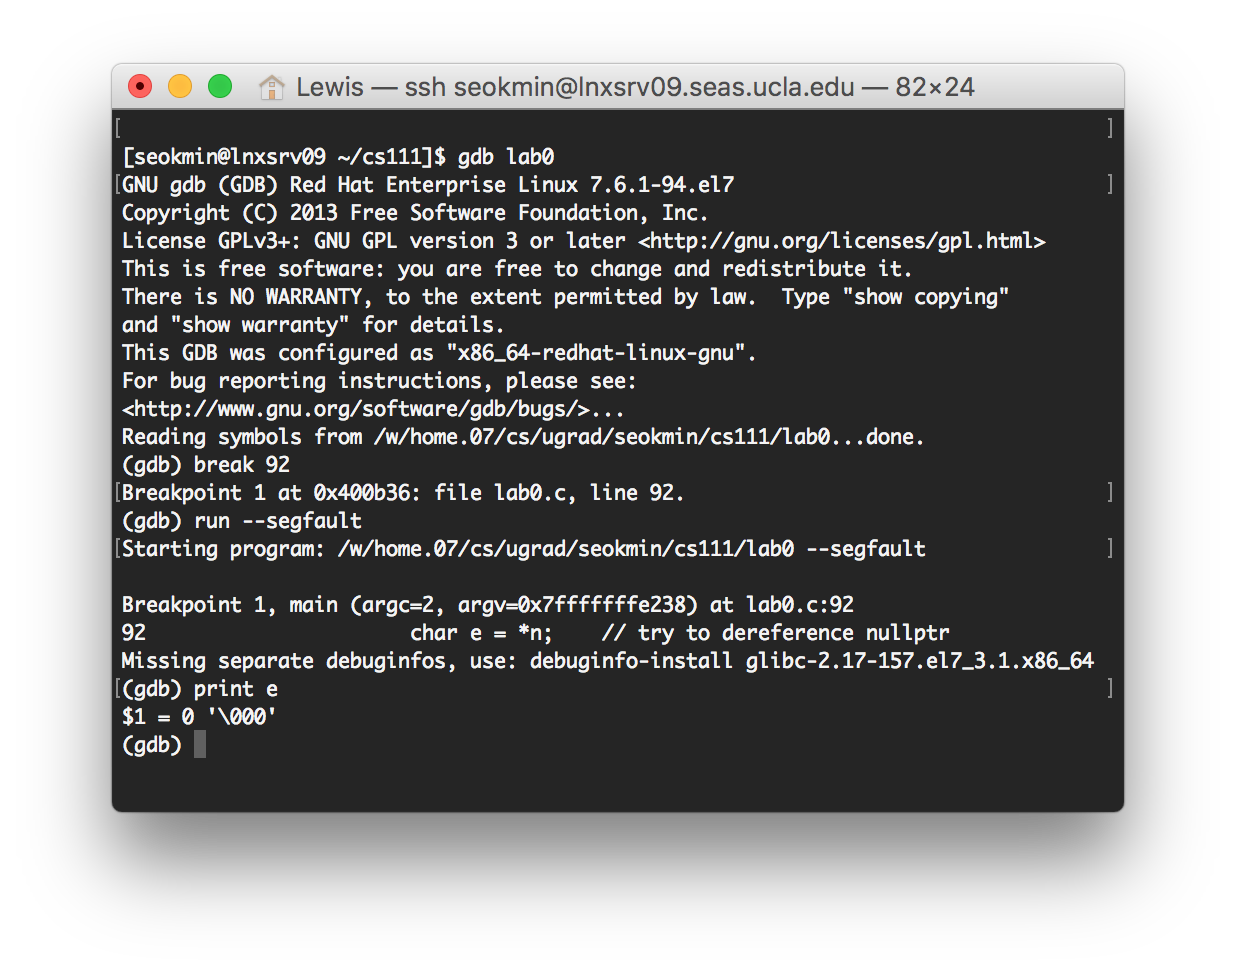 Lewis — ssh seokmin@lnxsrv09.seas.ucla.edu — 82×24
[ ]
[seokmin@lnxsrv09 ~/cs111]$ gdb lab0
[GNU gdb (GDB) Red Hat Enterprise Linux 7.6.1-94.el7 ]
Copyright (C) 2013 Free Software Foundation, Inc.
License GPLv3+: GNU GPL version 3 or later <http://gnu.org/licenses/gpl.html>
This is free software: you are free to change and redistribute it.
There is NO WARRANTY, to the extent permitted by law.  Type "show copying"
and "show warranty" for details.
This GDB was configured as "x86_64-redhat-linux-gnu".
For bug reporting instructions, please see:
<http://www.gnu.org/software/gdb/bugs/>...
Reading symbols from /w/home.07/cs/ugrad/seokmin/cs111/lab0...done.
(gdb) break 92
[Breakpoint 1 at 0x400b36: file lab0.c, line 92. ]
(gdb) run --segfault
[Starting program: /w/home.07/cs/ugrad/seokmin/cs111/lab0 --segfault ]
Breakpoint 1, main (argc=2, argv=0x7fffffffe238) at lab0.c:92
92                      char e = *n;    // try to dereference nullptr
Missing separate debuginfos, use: debuginfo-install glibc-2.17-157.el7_3.1.x86_64
[(gdb) print e ]
$1 = 0 '\000'
(gdb)